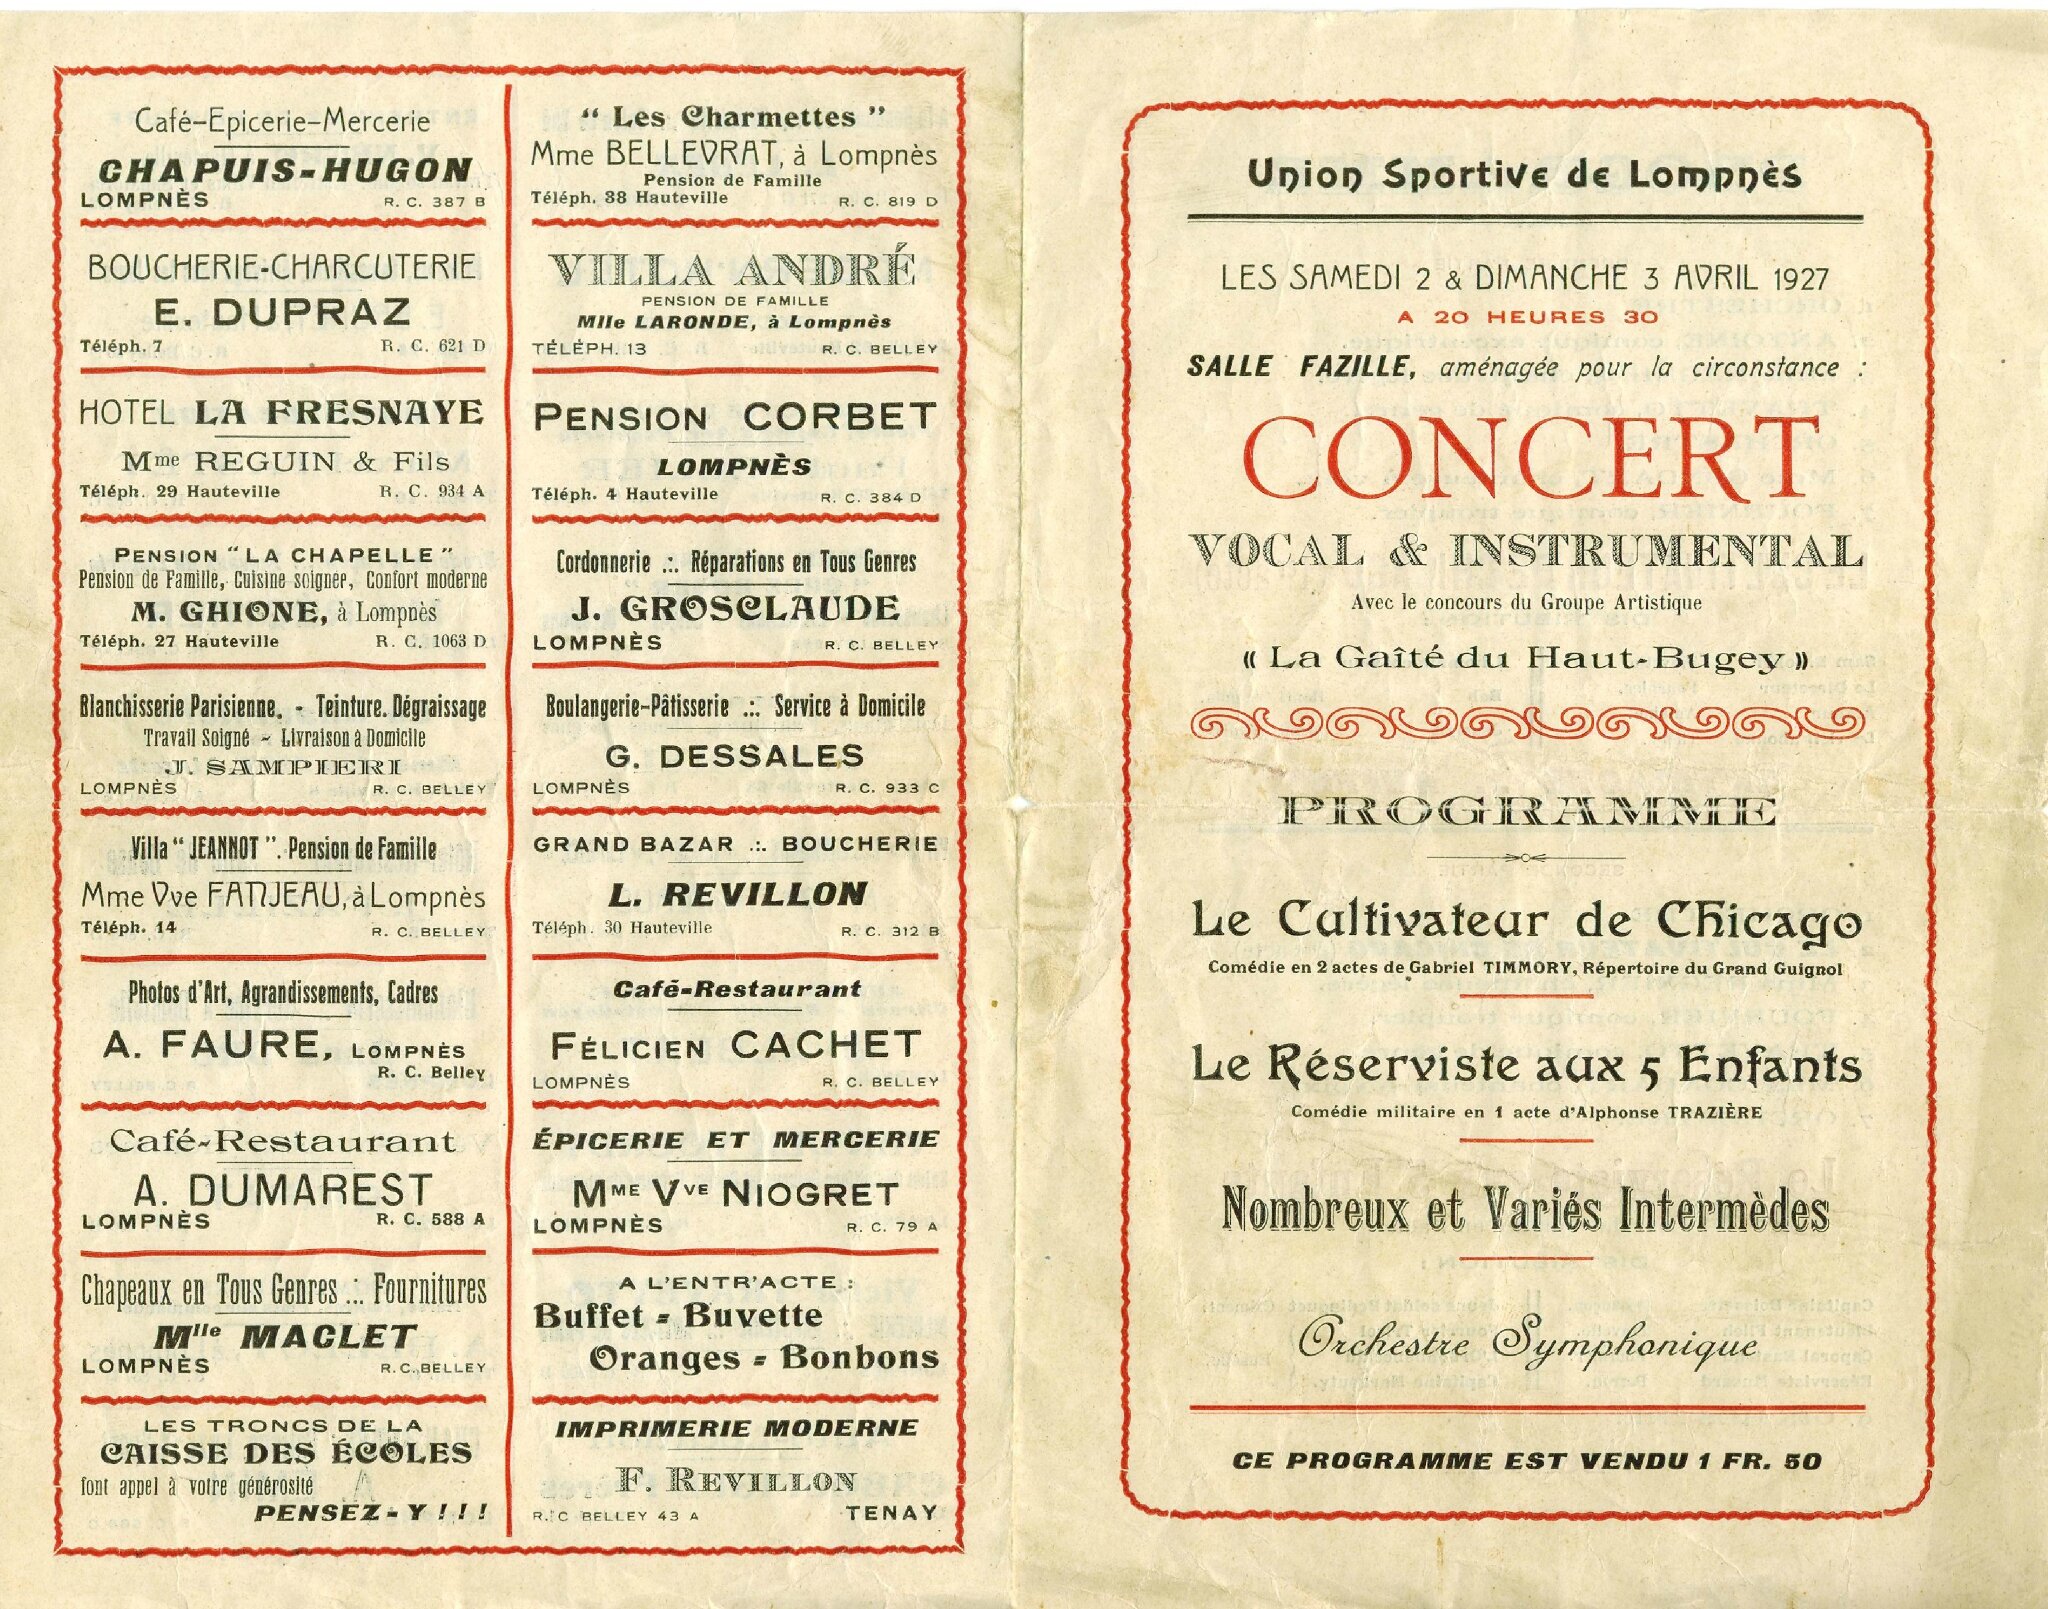 Café-Epicerie-Mercerie
CHAPUIS-HUGON
LOMPNÈS R. C. 387 B
BOUCHERIE-CHARCUTERIE
E. DUPRAZ
Téléph. 7 R. C. 621 D
HOTEL LA FRESNAYE
Mme REGUIN & Fils
Téléph. 29 Hauteville R. C. 934 A
PENSION "LA CHAPELLE"
Pension de Famille, Cuisine soignée, Confort moderne
M. GHIONE, à Lompnès
Téléph. 27 Hauteville R. C. 1063 D
Blanchisserie Parisienne. - Teinture. Dégraissage
Travail Soigné - Livraison à Domicile
J. SAMPIERI
LOMPNÈS R. C. BELLEY
Villa "JEANNOT". Pension de Famille
Mme Vve FANJEAU, à Lompnès
Téléph. 14 R. C. BELLEY
Photos d'Art, Agrandissements, Cadres
A. FAURE, LOMPNÈS
R. C. Belley
Café-Restaurant
A. DUMAREST
LOMPNÈS R. C. 588 A
Chapeaux en Tous Genres .:. Fournitures
Mlle MACLET
LOMPNÈS R. C. BELLEY
LES TRONCS DE LA
CAISSE DES ÉCOLES
font appel à votre générosité
PENSEZ-Y !!!
"Les Charmettes"
Mme BELLEVRAT, à Lompnès
Pension de Famille
Téléph. 38 Hauteville R. C. 819 D
VILLA ANDRÉ
PENSION DE FAMILLE
Mlle LARONDE, à Lompnès
TÉLÉPH. 13 R. C. BELLEY
PENSION CORBET
LOMPNÈS
Téléph. 4 Hauteville R. C. 384 D
Cordonnerie .:. Réparations en Tous Genres
J. GROSCLAUDE
LOMPNÈS R. C. BELLEY
Boulangerie-Pâtisserie .:. Service à Domicile
G. DESSALES
LOMPNÈS R. C. 933 C
GRAND BAZAR .:. BOUCHERIE
L. REVILLON
Téléph. 30 Hauteville R. C. 312 B
Café-Restaurant
FÉLICIEN CACHET
LOMPNÈS R. C. BELLEY
ÉPICERIE ET MERCERIE
MME VVE NIOGRET
LOMPNÈS R. C. 79 A
A L'ENTR'ACTE :
Buffet - Buvette
Oranges - Bonbons
IMPRIMERIE MODERNE
F. REVILLON
R. C BELLEY 43 A TENAY
Union Sportive de Lompnès
LES SAMEDI 2 & DIMANCHE 3 AVRIL 1927
A 20 HEURES 30
SALLE FAZILLE, aménagée pour la circonstance :
CONCERT
VOCAL & INSTRUMENTAL
Avec le concours du Groupe Artistique
« La Gaîté du Haut-Bugey »
PROGRAMME
Le Cultivateur de Chicago
Comédie en 2 actes de Gabriel TIMMORY, Répertoire du Grand Guignol
Le Réserviste aux 5 Enfants
Comédie militaire en 1 acte d'Alphonse TRAZIÈRE
Nombreux et Variés Intermèdes
Orchestre Symphonique
CE PROGRAMME EST VENDU 1 FR. 50